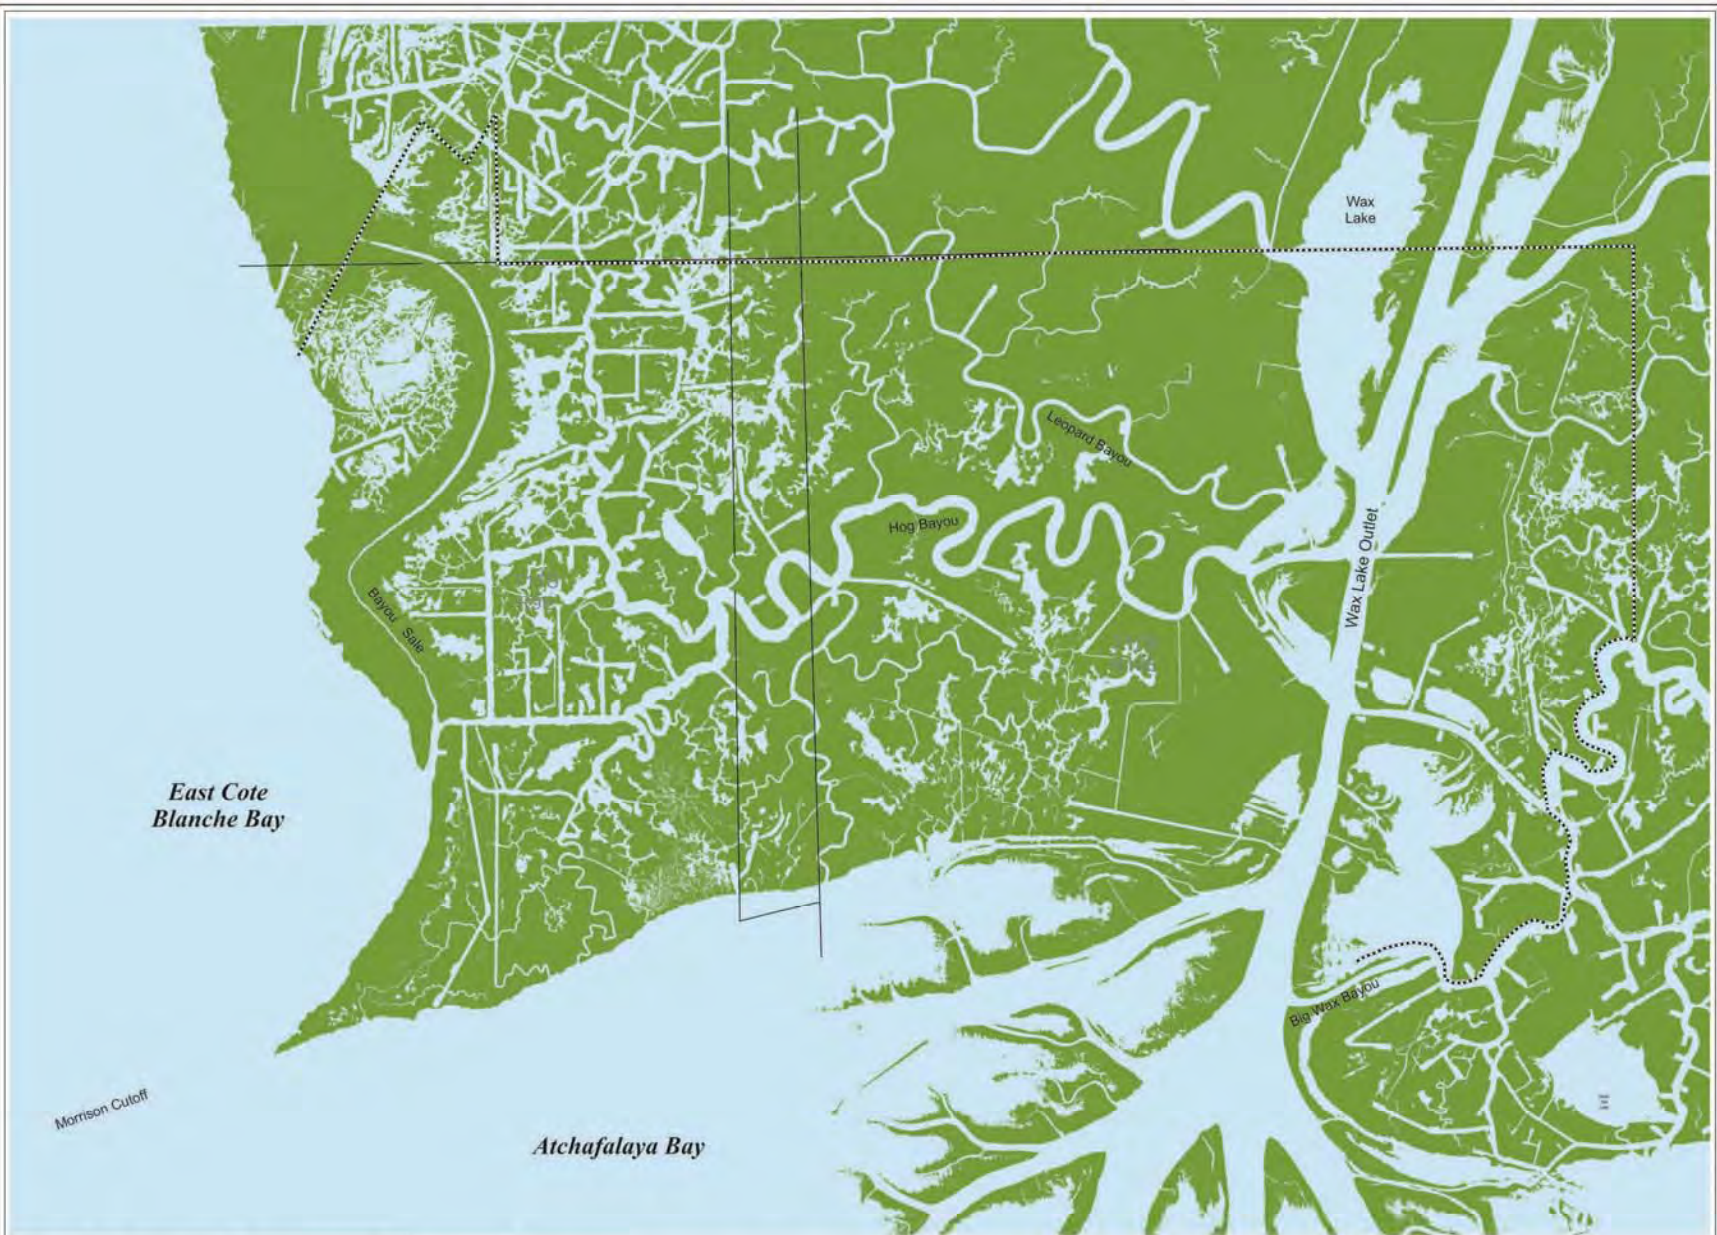 Wax
Lake
Leopard Bayou
Hog Bayou
Wax Lake Outlet
Bayou Sale
East Cote
Blanche Bay
Big Wax Bayou
Morrison Cutoff
Atchafalaya Bay